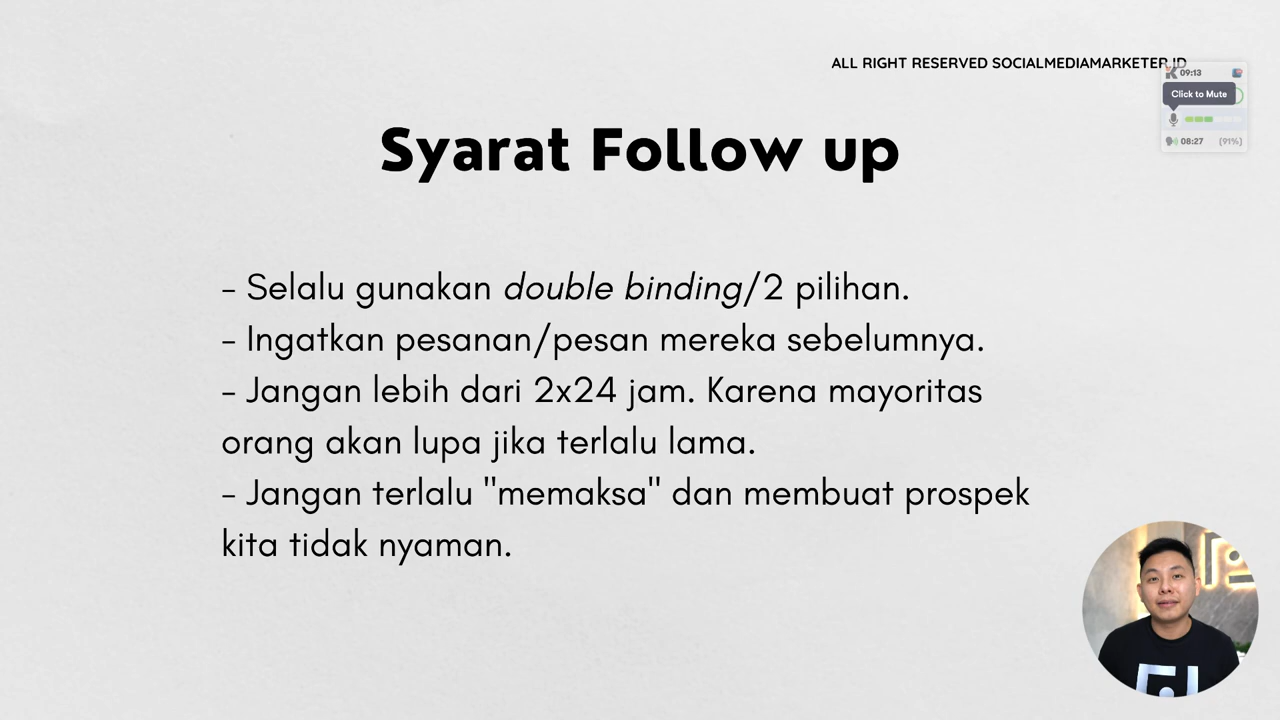 ALL RIGHT RESERVED SOCIALMEDIAMARKETER.ID
09:13
Click to Mute
08:27 (91%)
Syarat Follow up
- Selalu gunakan double binding/2 pilihan.
- Ingatkan pesanan/pesan mereka sebelumnya.
- Jangan lebih dari 2x24 jam. Karena mayoritas
orang akan lupa jika terlalu lama.
- Jangan terlalu "memaksa" dan membuat prospek
kita tidak nyaman.